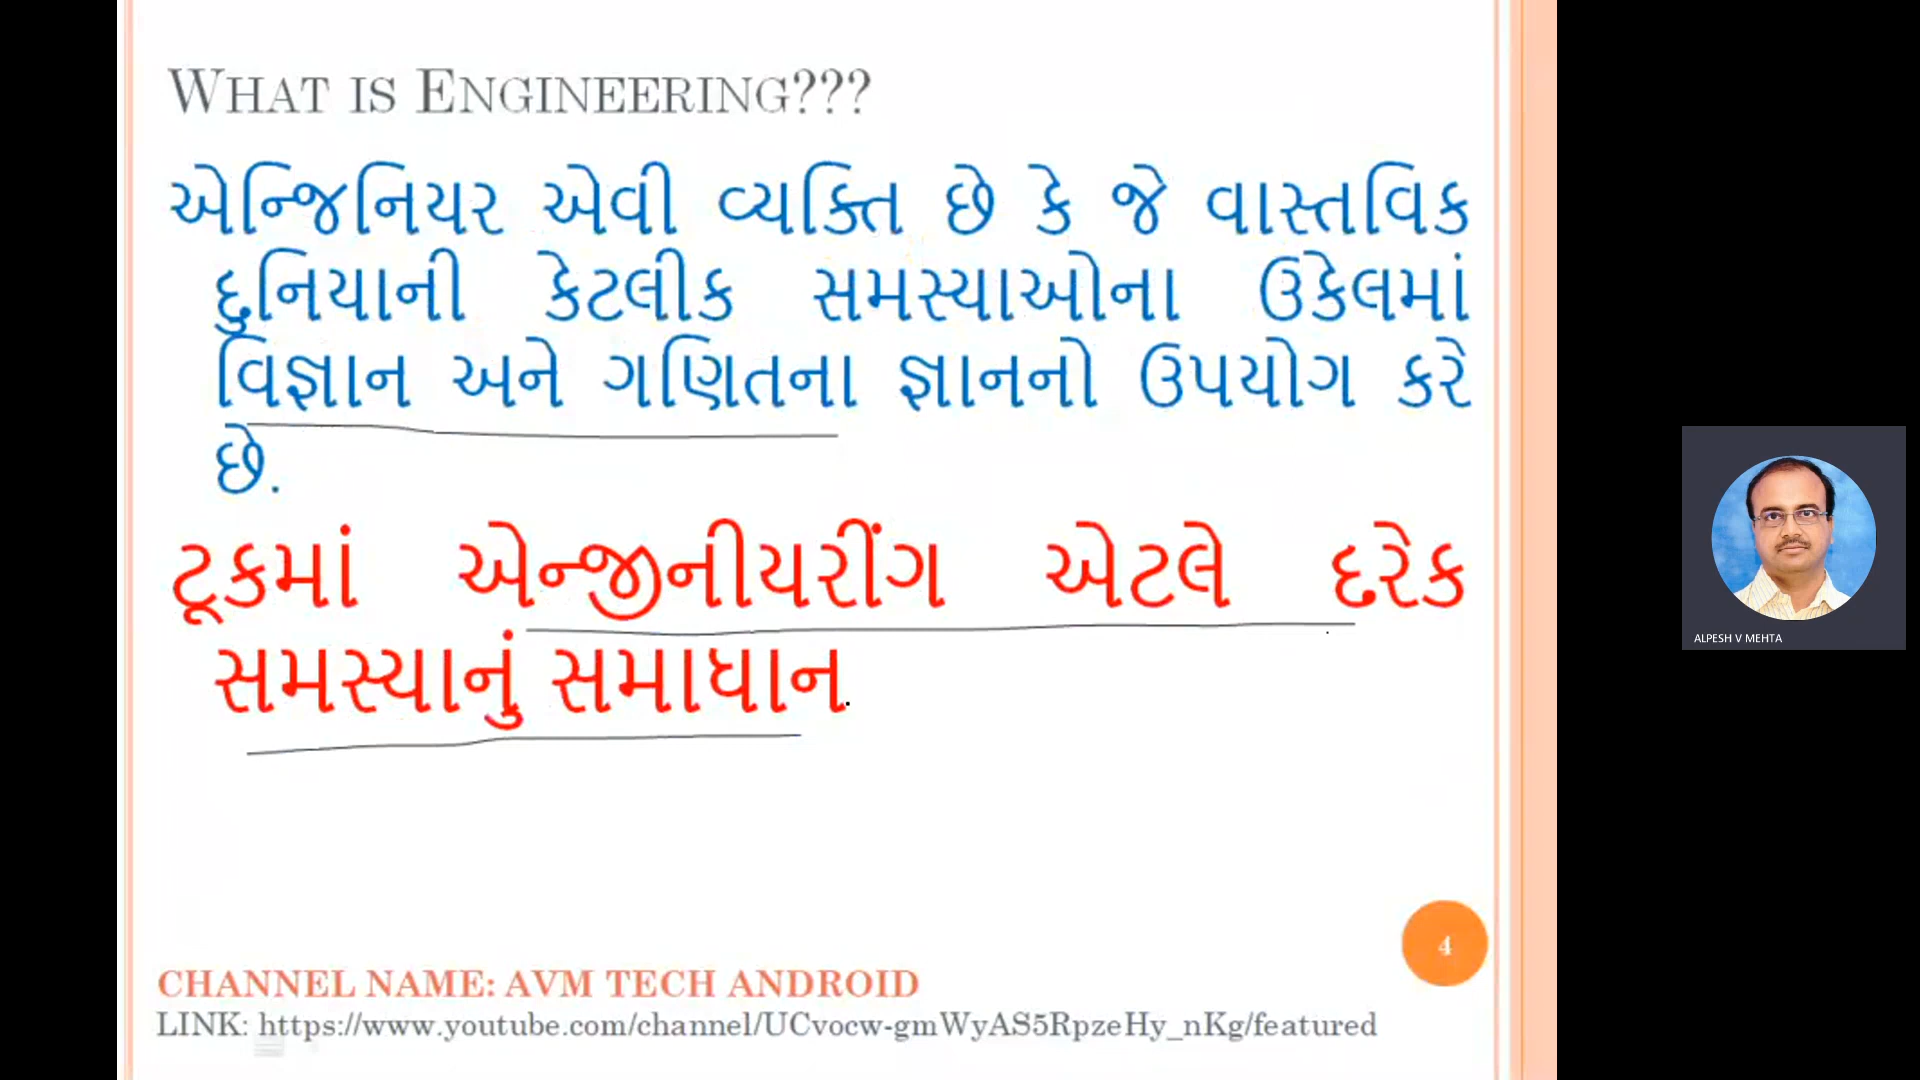 WHAT IS ENGINEERING???
એન્જિનિયર એવી વ્યક્તિ છે કે જે વાસ્તવિક
દુનિયાની કેટલીક સમસ્યાઓના ઉકેલમાં
વિજ્ઞાન અને ગણિતના જ્ઞાનનો ઉપયોગ કરે
છે.
ટૂકમાં એન્જીનીયરીંગ એટલે દરેક
સમસ્યાનું સમાધાન.
ALPESH V MEHTA
4
CHANNEL NAME: AVM TECH ANDROID
LINK: https://www.youtube.com/channel/UCvocw-gmWyAS5RpzeHy_nKg/featured